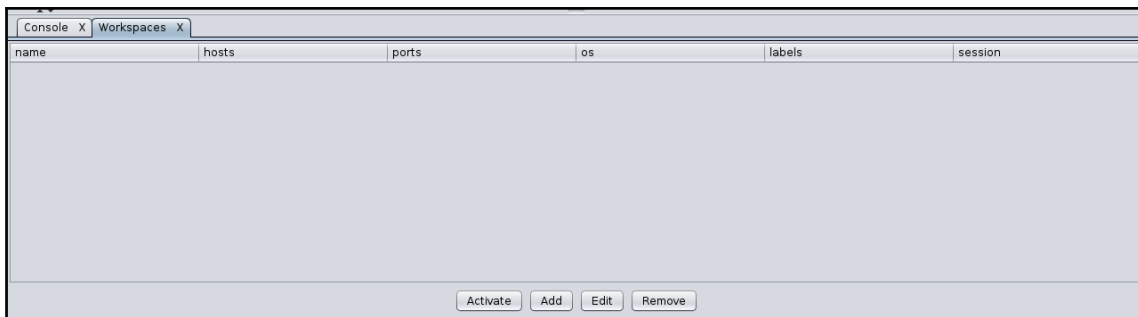 Console X Workspaces X
name hosts ports os labels session
Activate Add Edit Remove